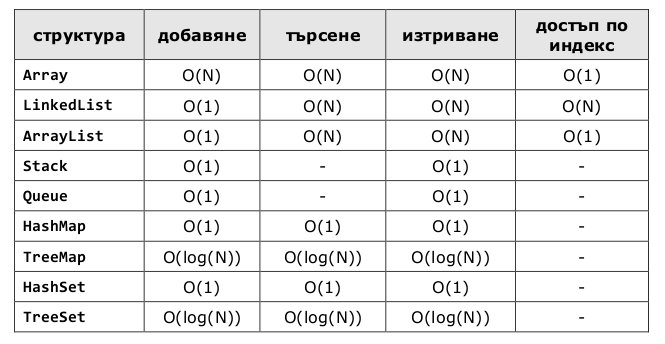 структура добавяне търсене изтриване достъп по индекс
Array O(N) O(N) O(N) O(1)
LinkedList O(1) O(N) O(N) O(N)
ArrayList O(1) O(N) O(N) O(1)
Stack O(1) - O(1) -
Queue O(1) - O(1) -
HashMap O(1) O(1) O(1) -
TreeMap O(log(N)) O(log(N)) O(log(N)) -
HashSet O(1) O(1) O(1) -
TreeSet O(log(N)) O(log(N)) O(log(N)) -